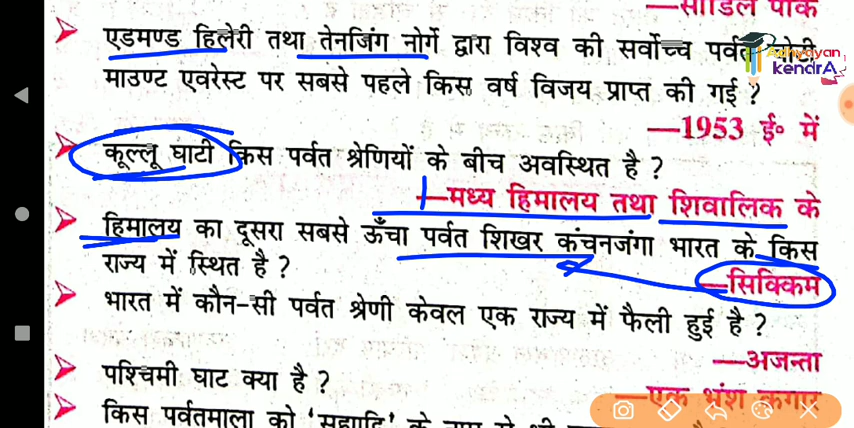 —सैडिल पीक
एडमण्ड हिलेरी तथा तेनजिंग नोर्गे द्वारा विश्व की सर्वोच्च पर्वत चोटी
Adhyayan
kendrA
माउण्ट एवरेस्ट पर सबसे पहले किस वर्ष विजय प्राप्त की गई ?
—1953 ई॰ में
कूल्लू घाटी किस पर्वत श्रेणियों के बीच अवस्थित है ?
—मध्य हिमालय तथा शिवालिक के
हिमालय का दूसरा सबसे ऊँचा पर्वत शिखर कंचनजंगा भारत के किस
राज्य में स्थित है ?
—सिक्किम
भारत में कौन-सी पर्वत श्रेणी केवल एक राज्य में फैली हुई है ?
—अजन्ता
पश्चिमी घाट क्या है ?
—एक भ्रंश कगार
किस पर्वतमाला को 'सह्याद्रि' के नाम से भी